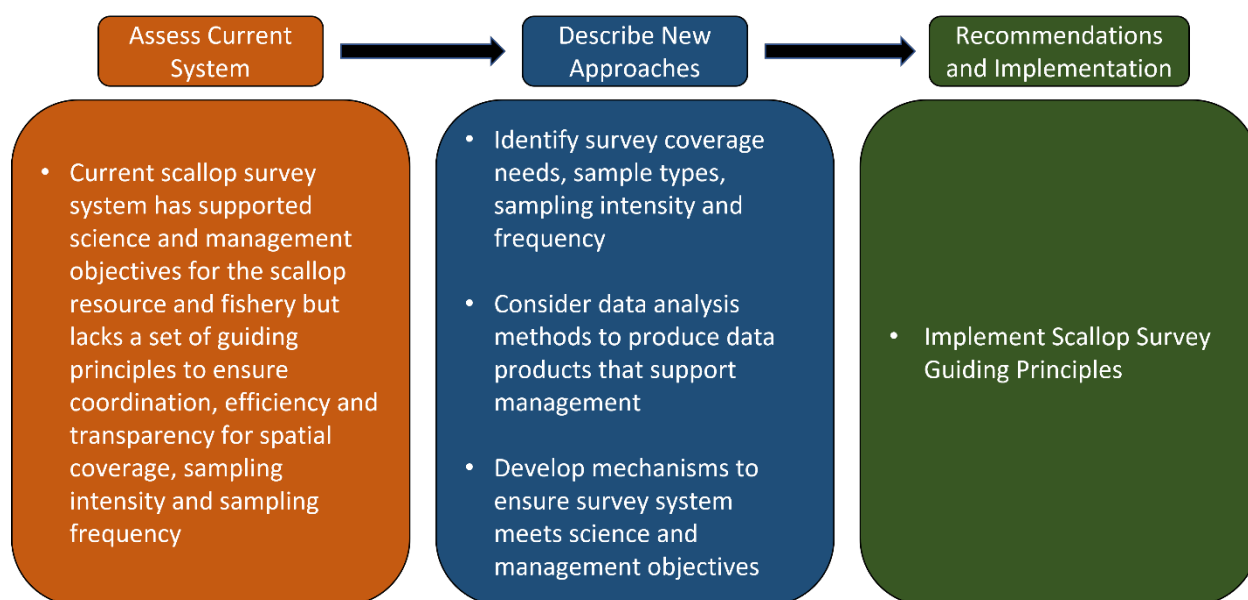 Assess Current
System
Describe New
Approaches
Recommendations
and Implementation
• Current scallop survey
system has supported
science and management
objectives for the scallop
resource and fishery but
lacks a set of guiding
principles to ensure
coordination, efficiency and
transparency for spatial
coverage, sampling
intensity and sampling
frequency
• Identify survey coverage
needs, sample types,
sampling intensity and
frequency
• Consider data analysis
methods to produce data
products that support
management
• Develop mechanisms to
ensure survey system
meets science and
management objectives
• Implement Scallop Survey
Guiding Principles